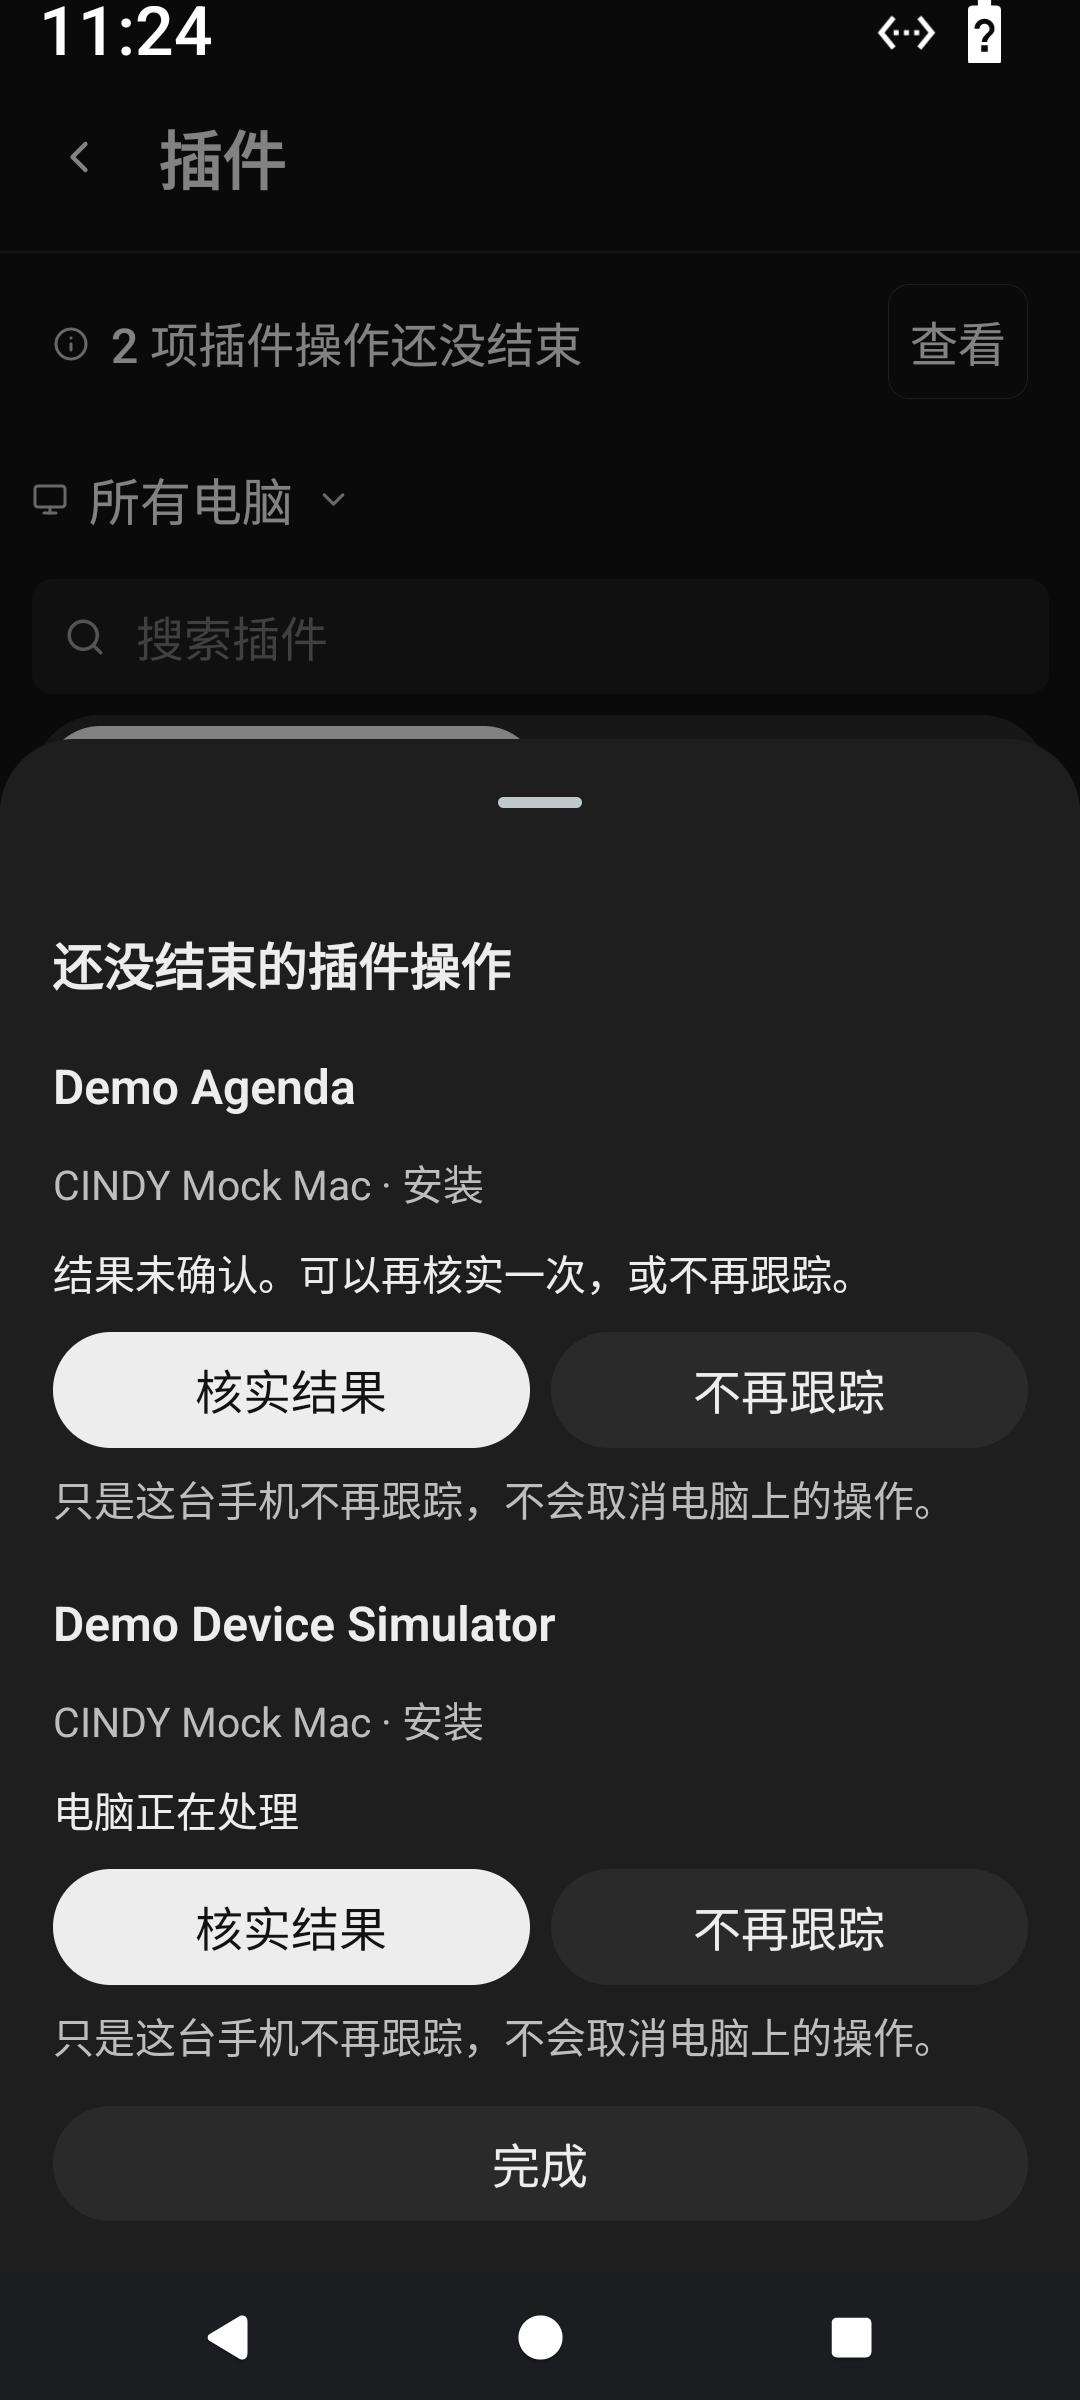 11:24
插件
2 项插件操作还没结束
查看
所有电脑
搜索插件
还没结束的插件操作
Demo Agenda
CINDY Mock Mac · 安装
结果未确认。可以再核实一次，或不再跟踪。
核实结果
不再跟踪
只是这台手机不再跟踪，不会取消电脑上的操作。
Demo Device Simulator
CINDY Mock Mac · 安装
电脑正在处理
核实结果
不再跟踪
只是这台手机不再跟踪，不会取消电脑上的操作。
完成